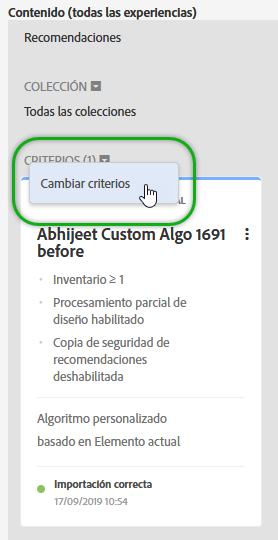 Contenido (todas las experiencias)
Recomendaciones
COLECCIÓN
Todas las colecciones
CRITERIOS (1)
Cambiar criterios
AL
Abhijeet Custom Algo 1691
before
Inventario ≥ 1
Procesamiento parcial de
diseño habilitado
Copia de seguridad de
recomendaciones
deshabilitada
Algoritmo personalizado
basado en Elemento actual
Importación correcta
17/09/2019 10:54